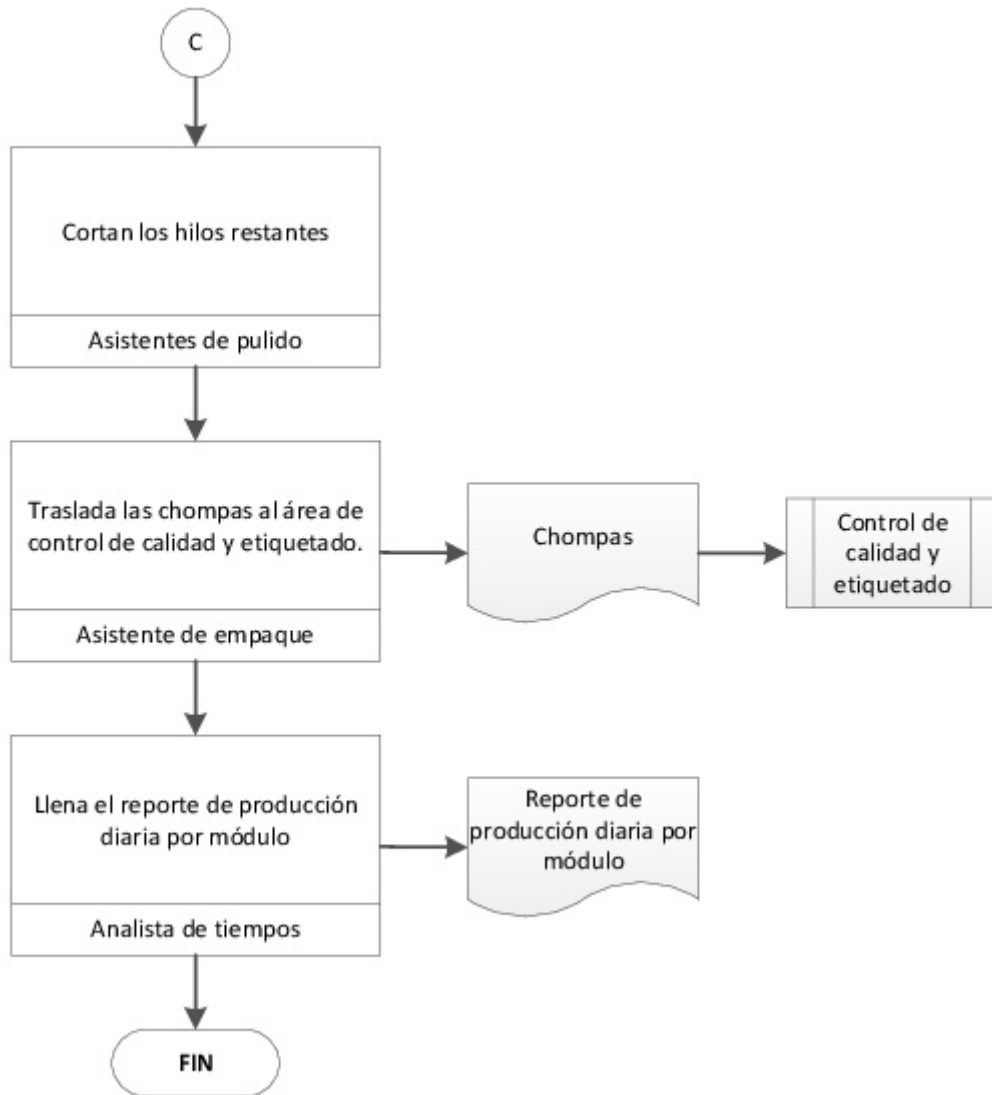 C
Cortan los hilos restantes
Asistentes de pulido
Traslada las chompas al área de
control de calidad y etiquetado.
Asistente de empaque
Chompas
Control de
calidad y
etiquetado
Llena el reporte de producción
diaria por módulo
Analista de tiempos
Reporte de
producción diaria por
módulo
FIN